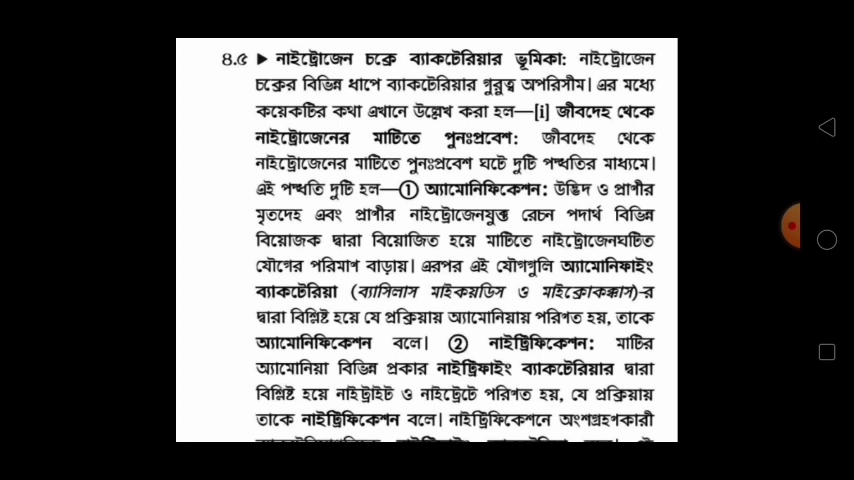 ৪.৫ ▶ নাইট্রোজেন চক্রে ব্যাকটেরিয়ার ভূমিকা: নাইট্রোজেন
চক্রের বিভিন্ন ধাপে ব্যাকটেরিয়ার গুরুত্ব অপরিসীম। এর মধ্যে
কয়েকটির কথা এখানে উল্লেখ করা হল—[i] জীবদেহ থেকে
নাইট্রোজেনের মাটিতে পুনঃপ্রবেশ: জীবদেহ থেকে
নাইট্রোজেনের মাটিতে পুনঃপ্রবেশ ঘটে দুটি পদ্ধতির মাধ্যমে।
এই পদ্ধতি দুটি হল—① অ্যামোনিফিকেশন: উদ্ভিদ ও প্রাণীর
মৃতদেহ এবং প্রাণীর নাইট্রোজেনযুক্ত রেচন পদার্থ বিভিন্ন
বিয়োজক দ্বারা বিয়োজিত হয়ে মাটিতে নাইট্রোজেনঘটিত
যৌগের পরিমাণ বাড়ায়। এরপর এই যৌগগুলি অ্যামোনিফাইং
ব্যাকটেরিয়া (ব্যাসিলাস মাইকয়ডিস ও মাইক্রোকক্কাস)-র
দ্বারা বিশ্লিষ্ট হয়ে যে প্রক্রিয়ায় অ্যামোনিয়ায় পরিণত হয়, তাকে
অ্যামোনিফিকেশন বলে। ② নাইট্রিফিকেশন: মাটির
অ্যামোনিয়া বিভিন্ন প্রকার নাইট্রিফাইং ব্যাকটেরিয়ার দ্বারা
বিশ্লিষ্ট হয়ে নাইট্রাইট ও নাইট্রেটে পরিণত হয়, যে প্রক্রিয়ায়
তাকে নাইট্রিফিকেশন বলে। নাইট্রিফিকেশনে অংশগ্রহণকারী